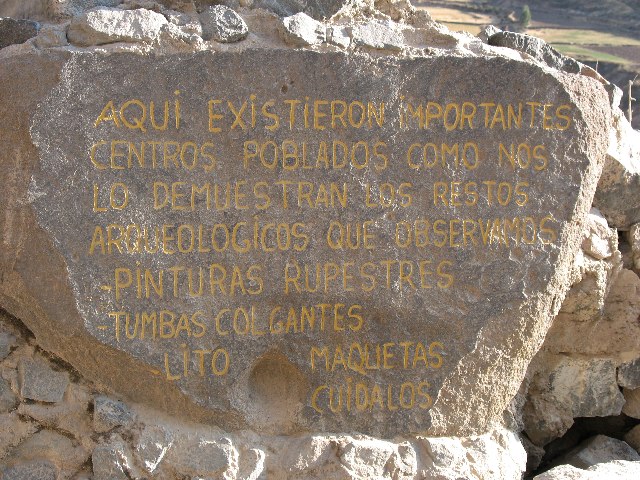 AQUi EXiSTiERON iMPORTANTES
CENTROS POBLADOS COMO NOS
LO DEMUESTRAN LOS RESTOS
ARQUEOLOGiCOS QUE OBSERVAMOS
-PiNTURAS RUPESTRES
-TUMBAS COLGANTES
-LiTO MAQUETAS
CUiDALOS.